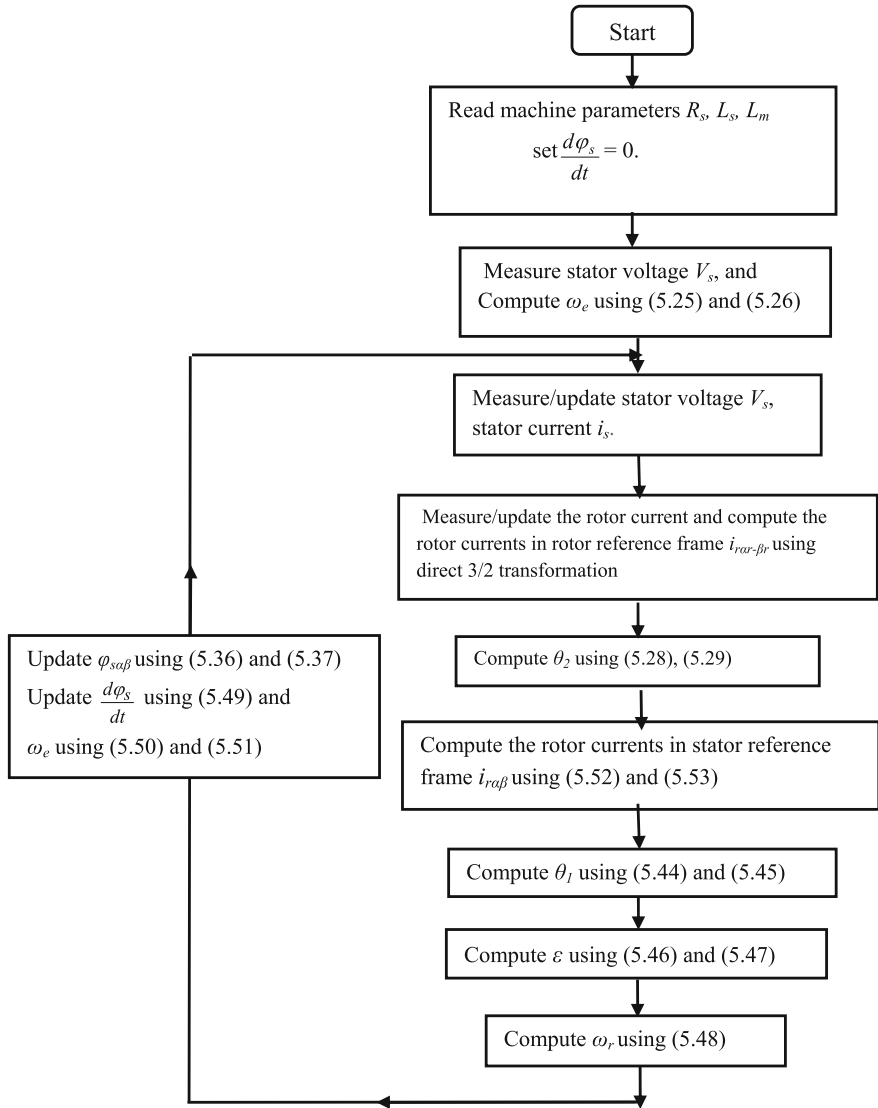 Start
Read machine parameters Rs, Ls, Lm
set dφs/dt = 0.
Measure stator voltage Vs, and
Compute ωe using (5.25) and (5.26)
Measure/update stator voltage Vs,
stator current is.
Measure/update the rotor current and compute the
rotor currents in rotor reference frame irαr-βr using
direct 3/2 transformation
Compute θ2 using (5.28), (5.29)
Compute the rotor currents in stator reference
frame irαβ using (5.52) and (5.53)
Compute θ1 using (5.44) and (5.45)
Compute ε using (5.46) and (5.47)
Compute ωr using (5.48)
Update φsαβ using (5.36) and (5.37)
Update dφs/dt using (5.49) and
ωe using (5.50) and (5.51)